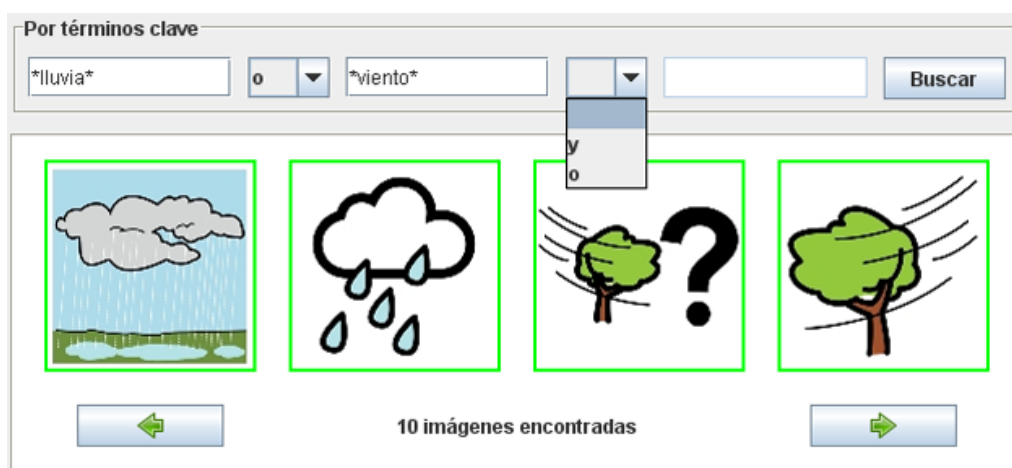 Por términos clave
*lluvia* o *viento* Buscar
y
o
?
10 imágenes encontradas